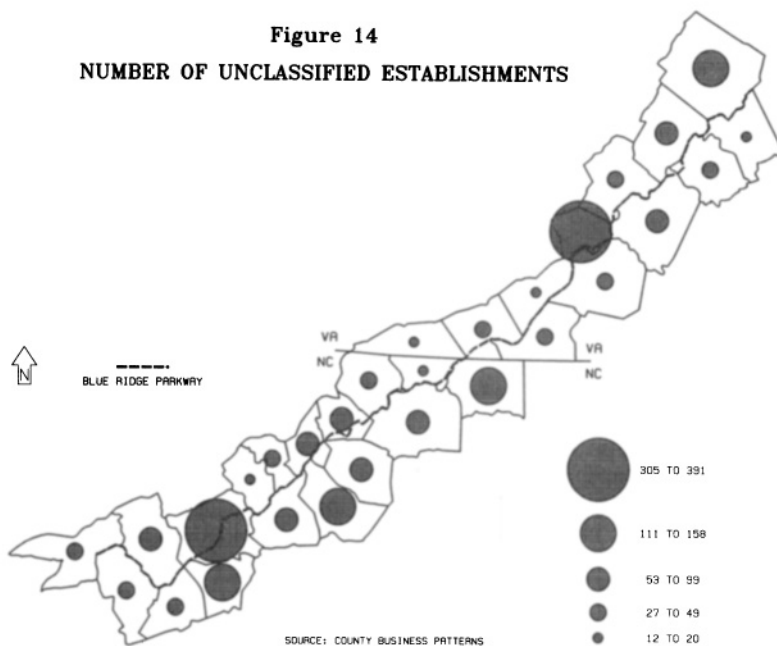 Figure 14
NUMBER OF UNCLASSIFIED ESTABLISHMENTS
VA
NC
VA
NC
N
BLUE RIDGE PARKWAY
305 TO 391
111 TO 158
53 TO 99
27 TO 49
12 TO 20
SOURCE: COUNTY BUSINESS PATTERNS